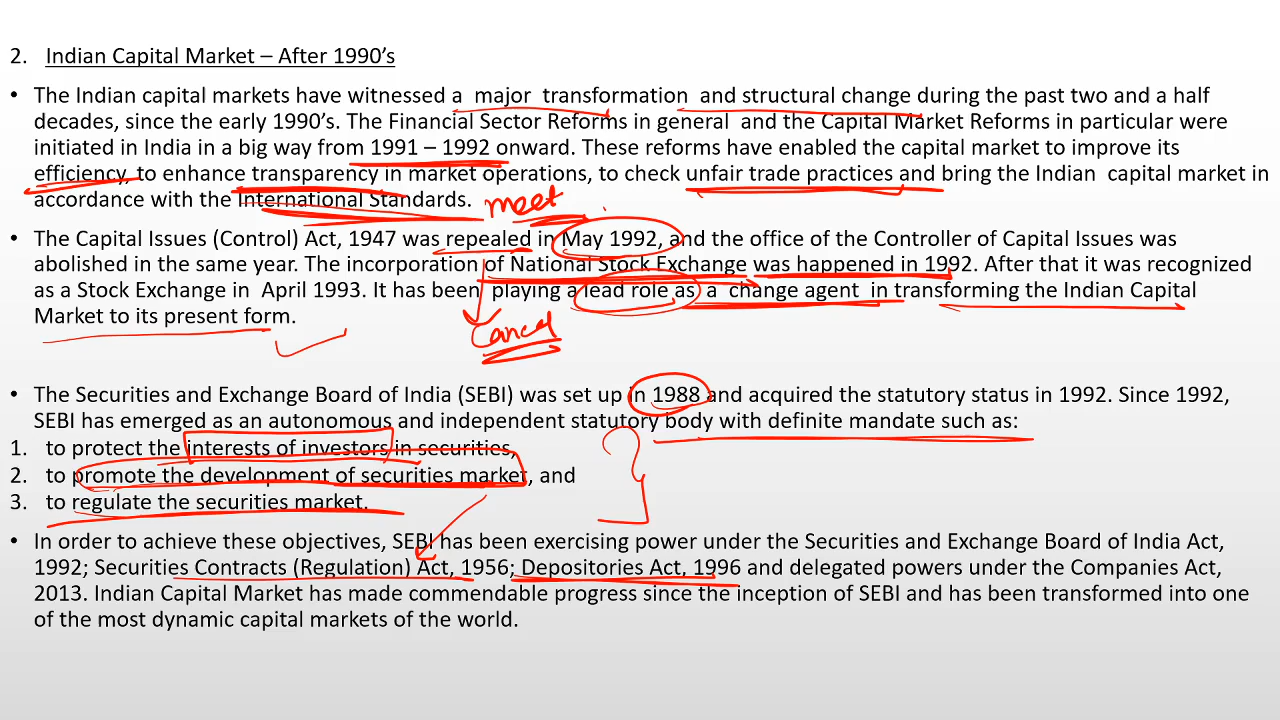 2. Indian Capital Market – After 1990's
• The Indian capital markets have witnessed a major transformation and structural change during the past two and a half
decades, since the early 1990's. The Financial Sector Reforms in general and the Capital Market Reforms in particular were
initiated in India in a big way from 1991 – 1992 onward. These reforms have enabled the capital market to improve its
efficiency, to enhance transparency in market operations, to check unfair trade practices and bring the Indian capital market in
accordance with the International Standards. meet
• The Capital Issues (Control) Act, 1947 was repealed in May 1992, and the office of the Controller of Capital Issues was
abolished in the same year. The incorporation of National Stock Exchange was happened in 1992. After that it was recognized
as a Stock Exchange in April 1993. It has been playing a lead role as a change agent in transforming the Indian Capital
Market to its present form.
Cancel
• The Securities and Exchange Board of India (SEBI) was set up in 1988 and acquired the statutory status in 1992. Since 1992,
SEBI has emerged as an autonomous and independent statutory body with definite mandate such as:
1. to protect the interests of investors in securities,
2. to promote the development of securities market, and
3. to regulate the securities market.
• In order to achieve these objectives, SEBI has been exercising power under the Securities and Exchange Board of India Act,
1992; Securities Contracts (Regulation) Act, 1956; Depositories Act, 1996 and delegated powers under the Companies Act,
2013. Indian Capital Market has made commendable progress since the inception of SEBI and has been transformed into one
of the most dynamic capital markets of the world.